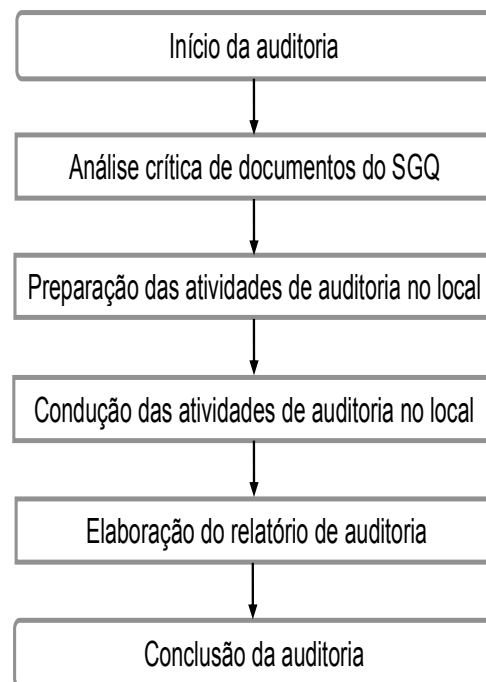 Início da auditoria
Análise crítica de documentos do SGQ
Preparação das atividades de auditoria no local
Condução das atividades de auditoria no local
Elaboração do relatório de auditoria
Conclusão da auditoria